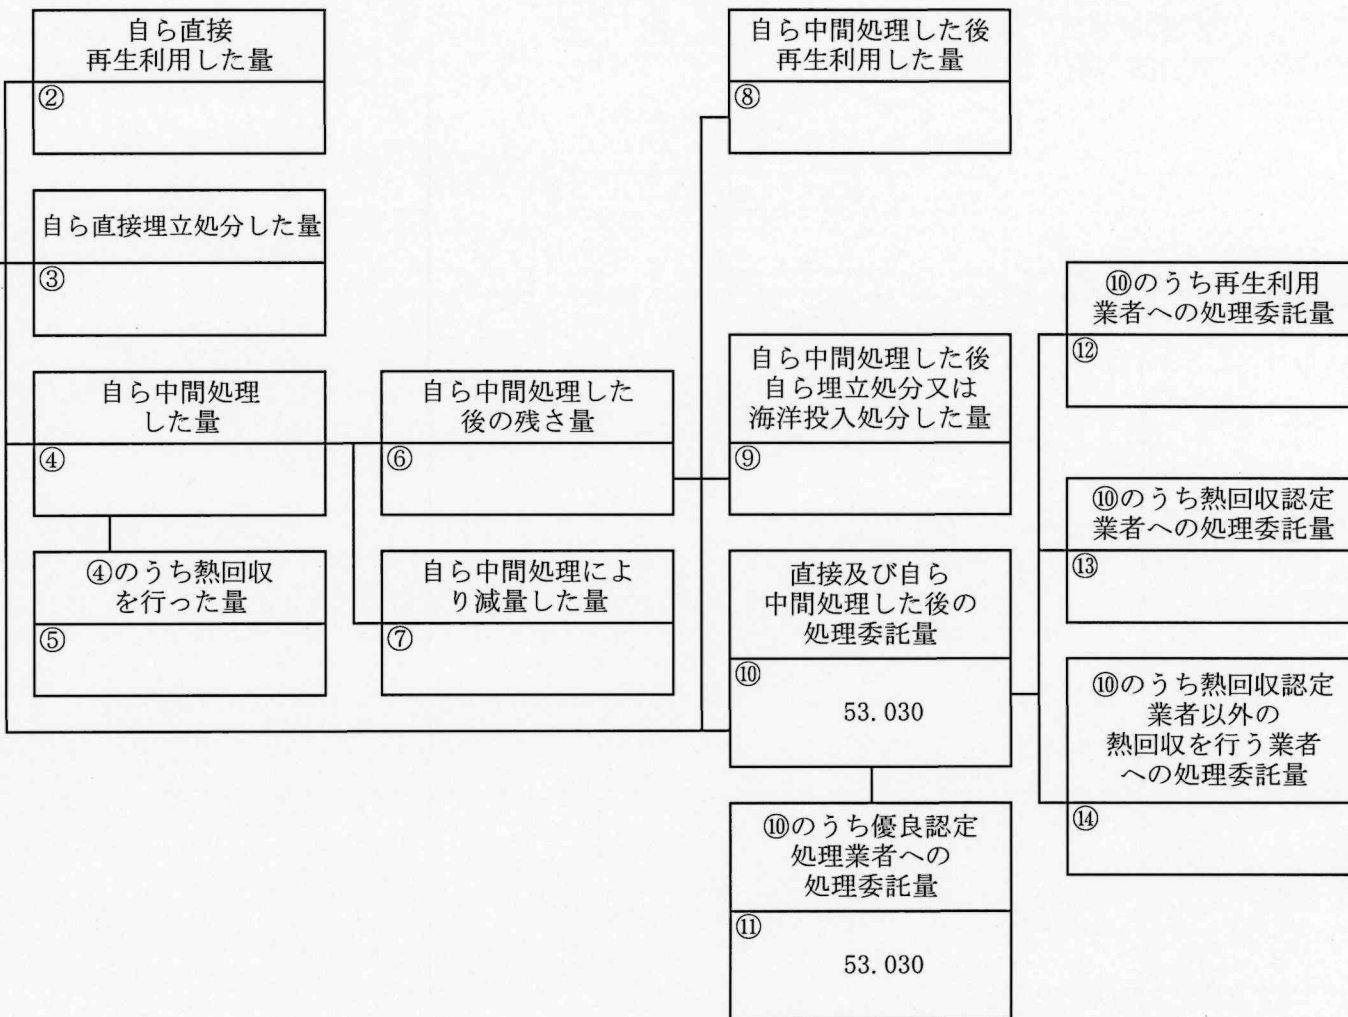 自ら直接
再生利用した量
②
自ら直接埋立処分した量
③
自ら中間処理
した量
④
④のうち熱回収
を行った量
⑤
自ら中間処理した
後の残さ量
⑥
自ら中間処理によ
り減量した量
⑦
自ら中間処理した後
再生利用した量
⑧
自ら中間処理した後
自ら埋立処分又は
海洋投入処分した量
⑨
直接及び自ら
中間処理した後の
処理委託量
⑩
53.030
⑩のうち優良認定
処理業者への
処理委託量
⑪
53.030
⑩のうち再生利用
業者への処理委託量
⑫
⑩のうち熱回収認定
業者への処理委託量
⑬
⑩のうち熱回収認定
業者以外の
熱回収を行う業者
への処理委託量
⑭